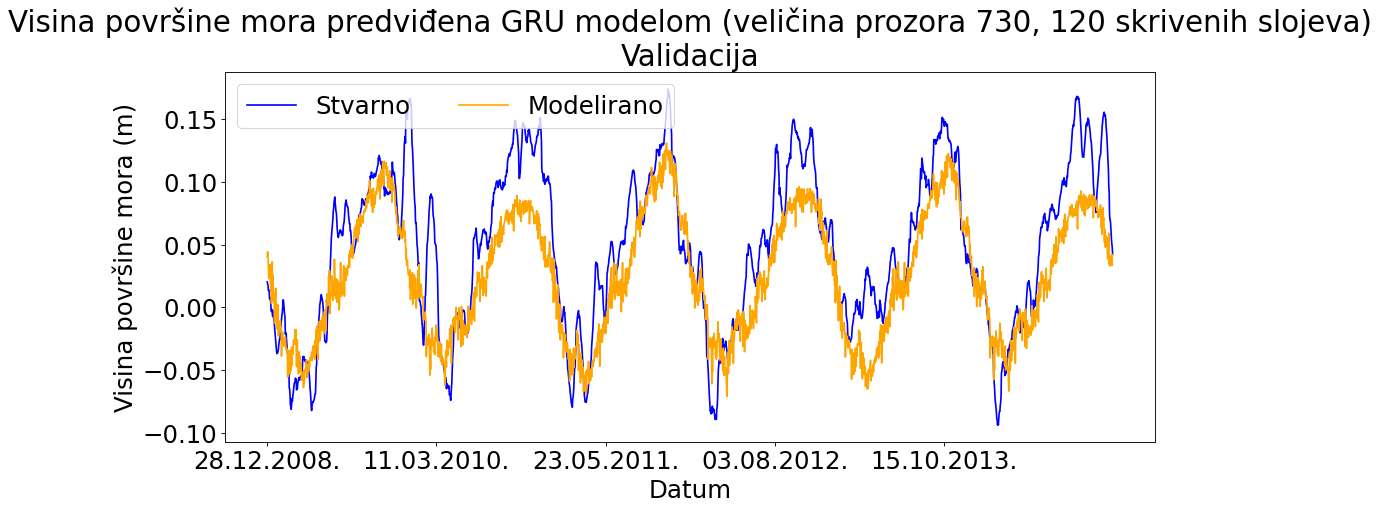 Visina površine mora predviđena GRU modelom (veličina prozora 730, 120 skrivenih slojeva)
Validacija
Stvarno
Modelirano
Visina površine mora (m)
0.15
0.10
0.05
0.00
−0.05
−0.10
28.12.2008.
11.03.2010.
23.05.2011.
03.08.2012.
15.10.2013.
Datum